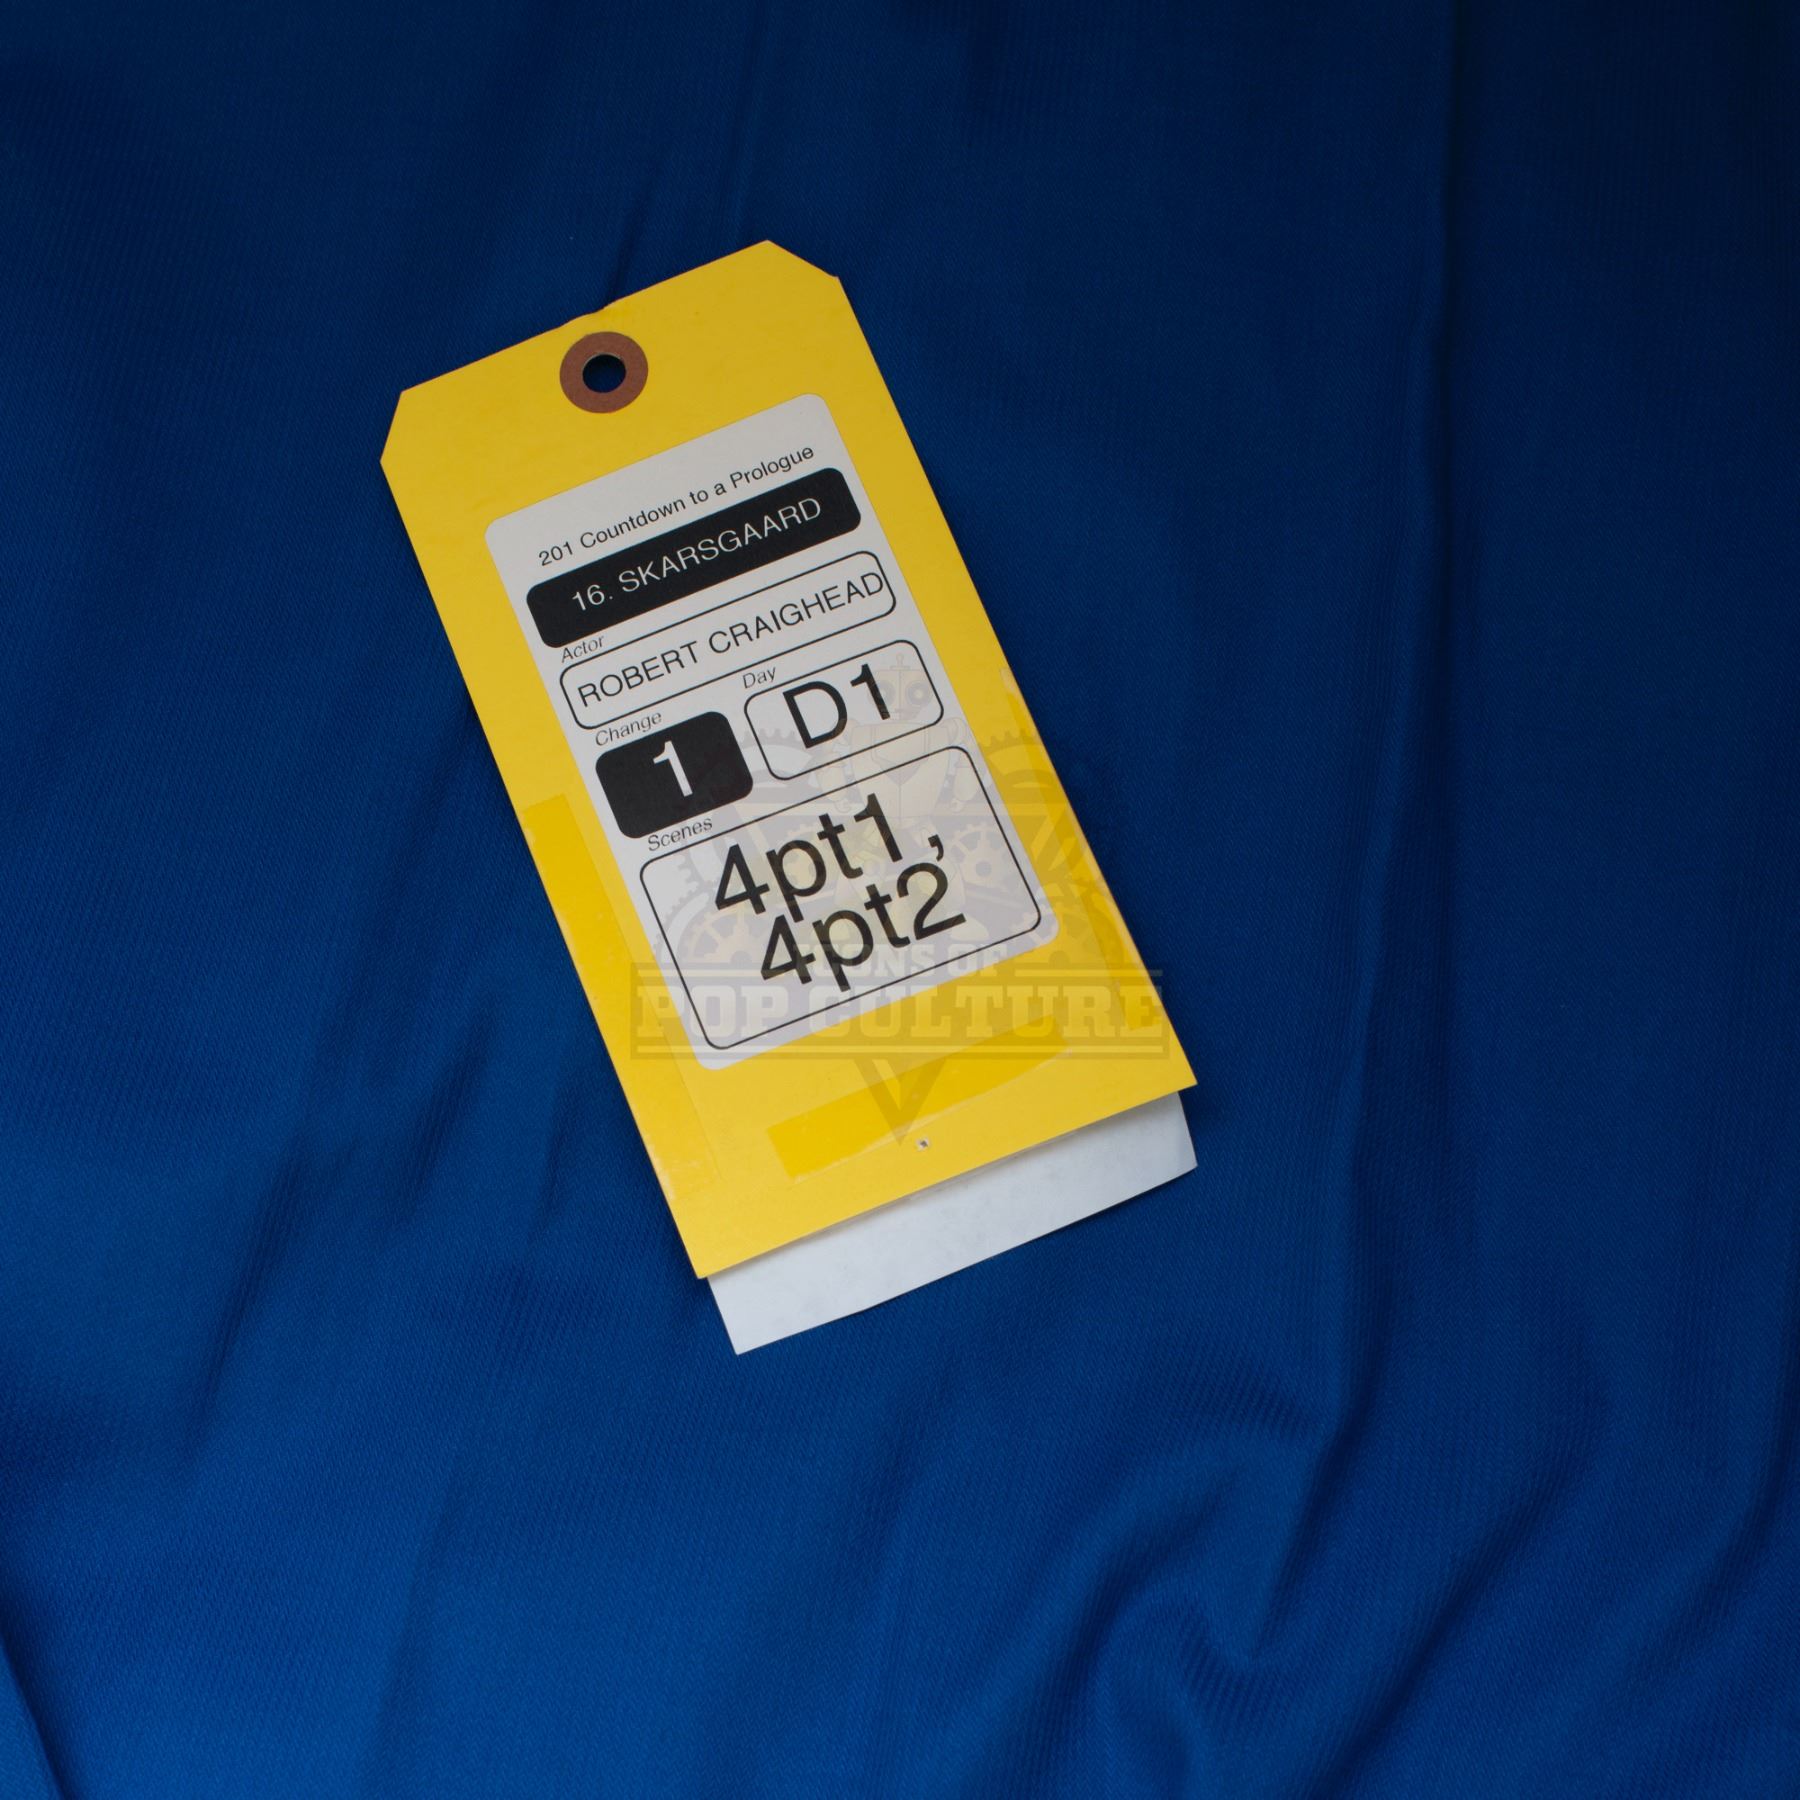 201 Countdown to a Prologue
16. SKARSGAARD
Actor
ROBERT CRAIGHEAD
Change
Day
1
D1
Scenes
4pt1,
4pt2
ICONS OF
POP CULTURE